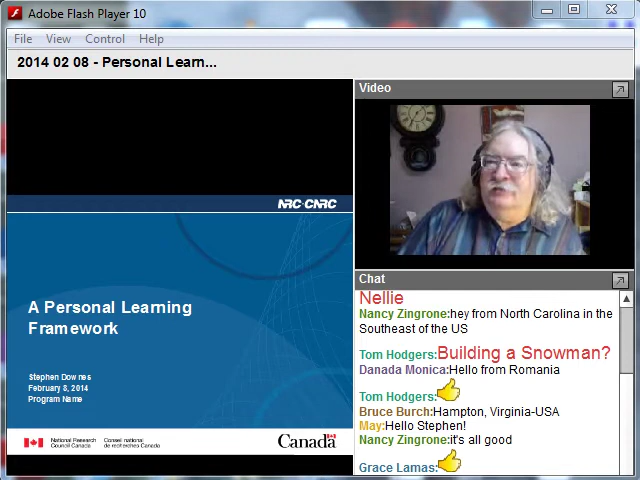 Adobe Flash Player 10
File View Control Help
2014 02 08 - Personal Learn...
NRC·CNRC
A Personal Learning
Framework
Stephen Downes
February 8, 2014
Program Name
National Research
Council Canada
Conseil national
de recherches Canada
Canada
Video
Chat
Nellie
Nancy Zingrone:hey from North Carolina in the
Southeast of the US
Tom Hodgers:Building a Snowman?
Danada Monica:Hello from Romania
Tom Hodgers:
Bruce Burch:Hampton, Virginia-USA
May:Hello Stephen!
Nancy Zingrone:it's all good
Grace Lamas: